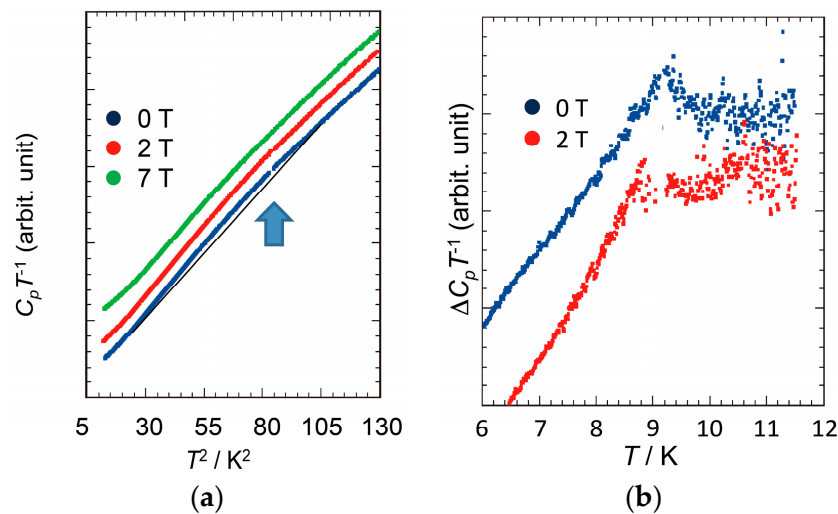 0 T
2 T
7 T
CpT-1 (arbit. unit)
5 30 55 80 105 130
T2 / K2
(a)
0 T
2 T
ΔCpT-1 (arbit. unit)
6 7 8 9 10 11 12
T / K
(b)